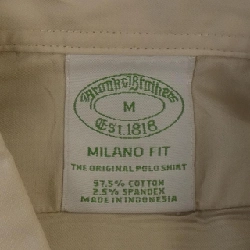 Brooks Brothers
M
EST. 1818
MILANO FIT
THE ORIGINAL POLO SHIRT
97.5% COTTON
2.5% SPANDEX
MADE IN INDONESIA